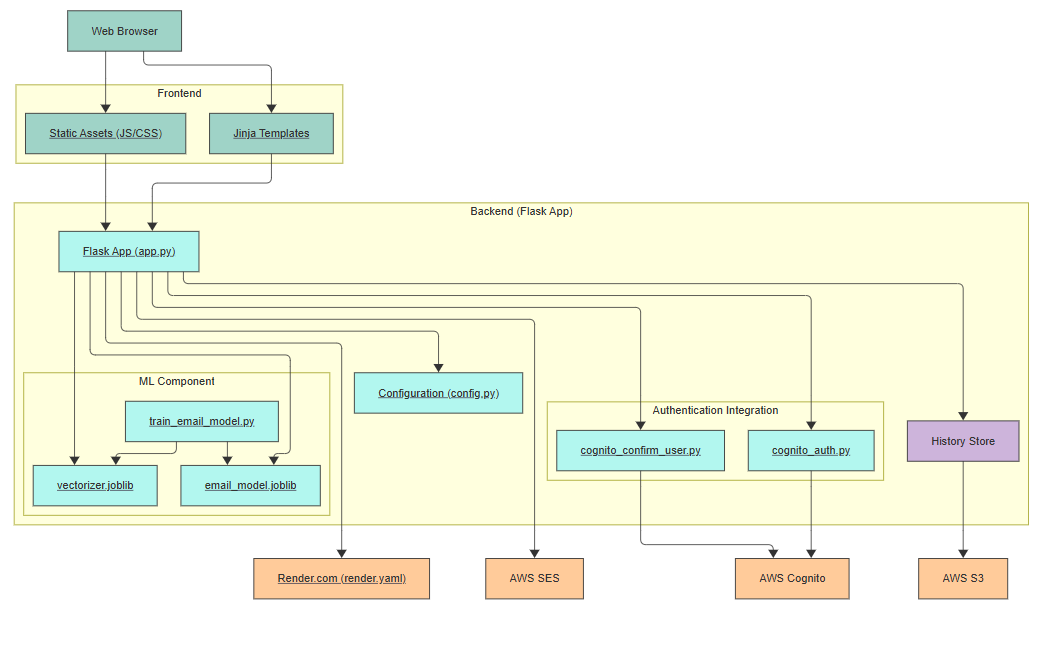 Web Browser
Frontend
Static Assets (JS/CSS)
Jinja Templates
Backend (Flask App)
Flask App (app.py)
ML Component
train_email_model.py
vectorizer.joblib
email_model.joblib
Configuration (config.py)
Authentication Integration
cognito_confirm_user.py
cognito_auth.py
History Store
Render.com (render.yaml)
AWS SES
AWS Cognito
AWS S3